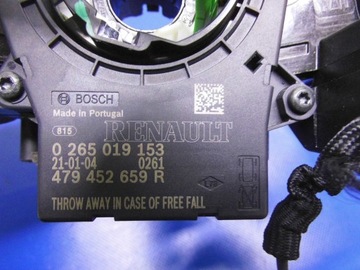 BOSCH
Made in Portugal
815
RENAULT
0 265 019 153
21-01-04 0261
479 452 659 R
THROW AWAY IN CASE OF FREE FALL